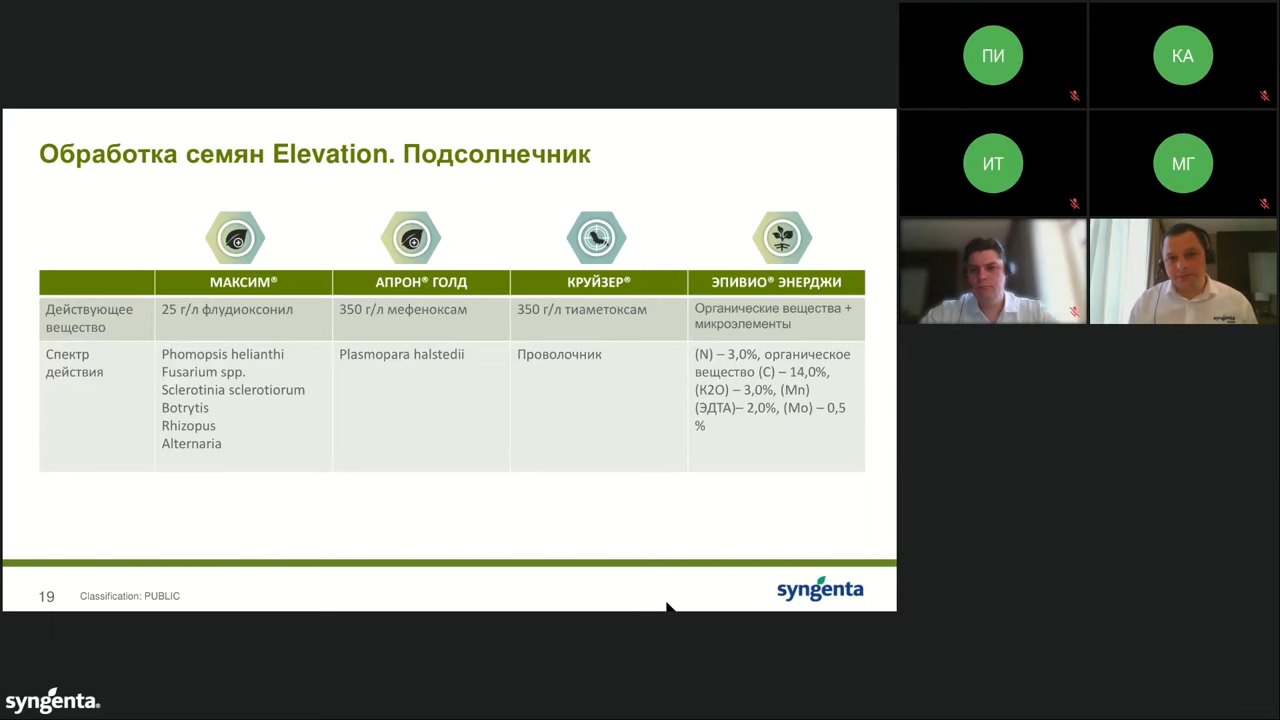 Обработка семян Elevation. Подсолнечник
МАКСИМ® АПРОН® ГОЛД КРУЙЗЕР® ЭПИВИО® ЭНЕРДЖИ
Действующее вещество
25 г/л флудиоксонил
350 г/л мефеноксам
350 г/л тиаметоксам
Органические вещества +
микроэлементы
Спектр
действия
Phomopsis helianthi
Fusarium spp.
Sclerotinia sclerotiorum
Botrytis
Rhizopus
Alternaria
Plasmopara halstedii
Проволочник
(N) – 3,0%, органическое
вещество (С) – 14,0%,
(К2О) – 3,0%, (Mn)
(ЭДТА)– 2,0%, (Mo) – 0,5
%
19 Classification: PUBLIC
syngenta
syngenta®
ПИ
КА
ИТ
МГ